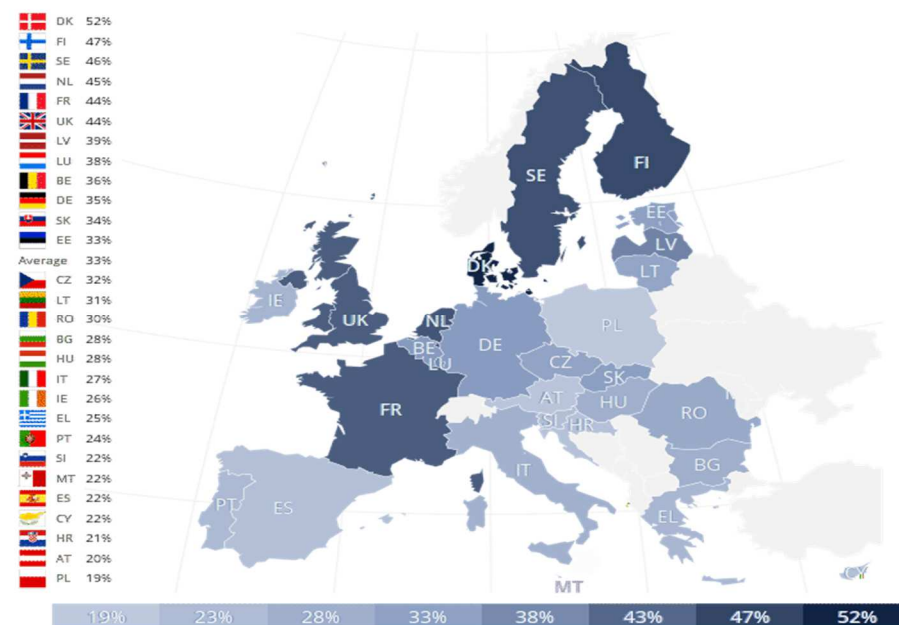 DK 52%
FI 47%
SE 46%
NL 45%
FR 44%
UK 44%
LV 39%
LU 38%
BE 36%
DE 35%
SK 34%
EE 33%
Average 33%
CZ 32%
LT 31%
RO 30%
BG 28%
HU 28%
IT 27%
IE 26%
EL 25%
PT 24%
SI 22%
MT 22%
ES 22%
CY 22%
HR 21%
AT 20%
PL 19%
FI
SE
EE
LV
LT
DK
IE
UK
NL
PL
BE
DE
LU
CZ
SK
AT
HU
FR
SI
HR
RO
IT
BG
PT
ES
EL
CY
MT
19% 23% 28% 33% 38% 43% 47% 52%